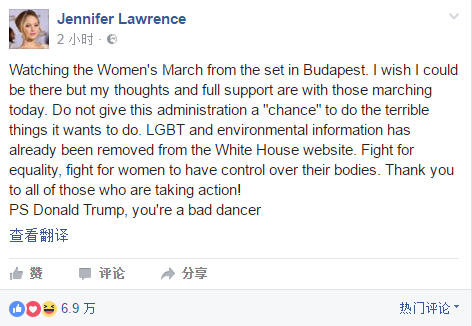 Jennifer Lawrence
2 小时 ·
Watching the Women's March from the set in Budapest. I wish I could
be there but my thoughts and full support are with those marching
today. Do not give this administration a "chance" to do the terrible
things it wants to do. LGBT and environmental information has
already been removed from the White House website. Fight for
equality, fight for women to have control over their bodies. Thank you
to all of those who are taking action!
PS Donald Trump, you're a bad dancer
查看翻译
赞 评论 分享
6.9 万 热门评论